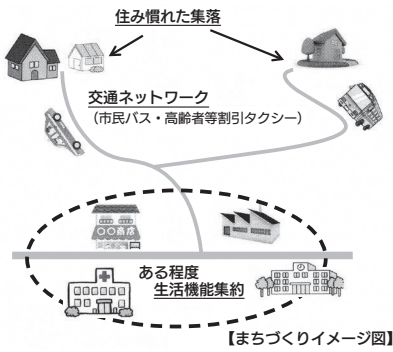 住み慣れた集落
交通ネットワーク
（市民バス・高齢者等割引タクシー）
〇〇商店
ある程度
生活機能集約
【まちづくりイメージ図】